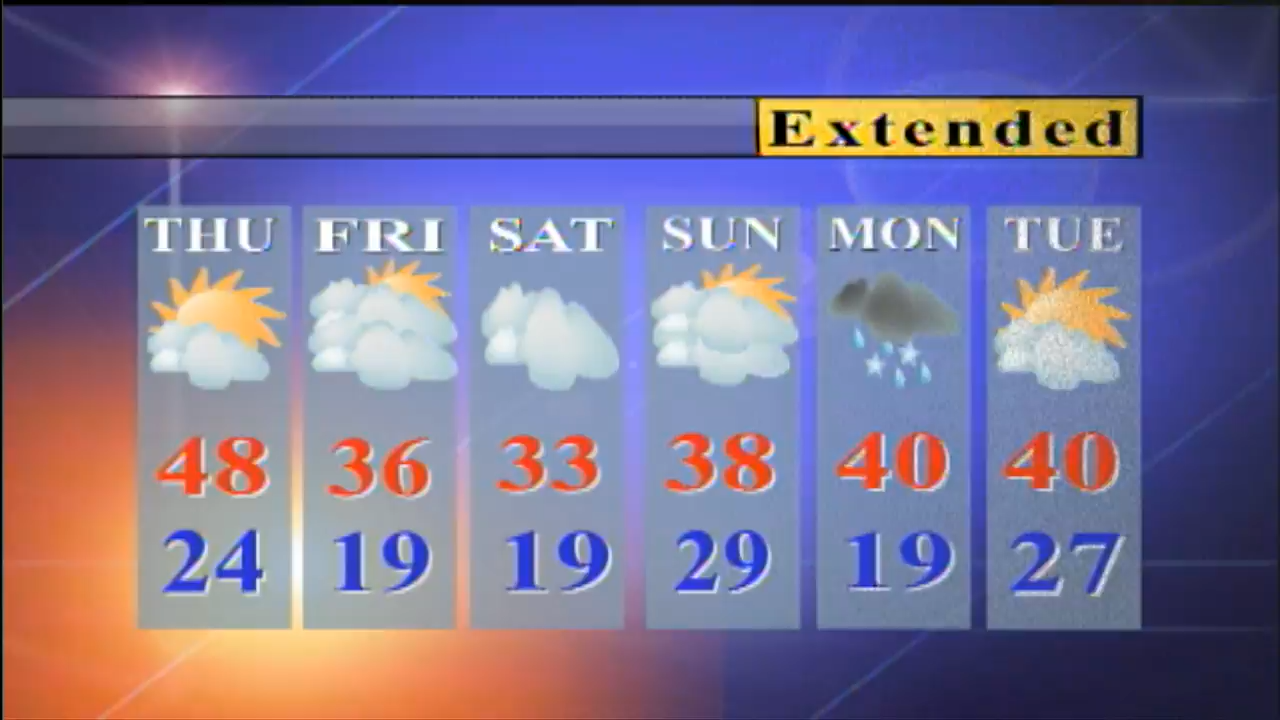 Extended
THU FRI SAT SUN MON TUE
48 36 33 38 40 40
24 19 19 29 19 27